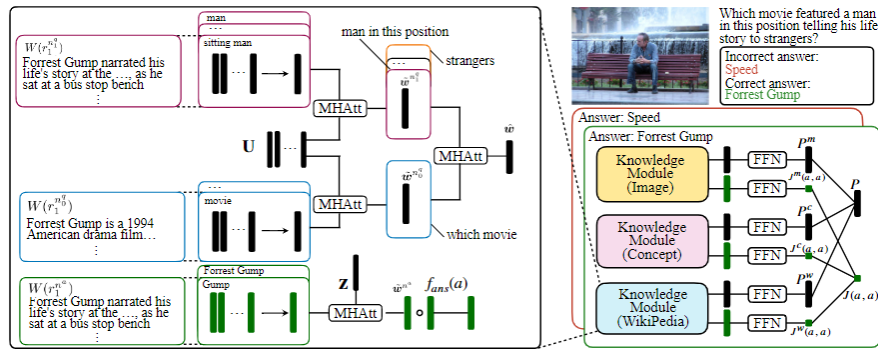 man
sitting man
W(r_1^{n_1^q})
Forrest Gump narrated his
life's story at the …, as he
sat at a bus stop bench
⋮
MHAtt
man in this position
strangers
ŵ^{n_1^q}
U
MHAtt
ŵ
W(r_1^{n_0^q})
Forrest Gump is a 1994
American drama film…
⋮
...
movie
MHAtt
ŵ^{n_0^q}
which movie
W(r_1^{n^a})
Forrest Gump narrated his
life's story at the …, as he
sat at a bus stop bench
⋮
Forrest Gump
Gump
z
MHAtt
ŵ^{n^a}
f_{ans}(a)
Which movie featured a man
in this position telling his life
story to strangers?
Incorrect answer:
Speed
Correct answer:
Forrest Gump
Answer: Speed
Answer: Forrest Gump
Knowledge
Module
(Image)
FFN
P^m
FFN
J^m(a, a)
Knowledge
Module
(Concept)
FFN
P^c
FFN
J^c(a, a)
Knowledge
Module
(WikiPedia)
FFN
P^w
FFN
J^w(a, a)
P
J(a, a)